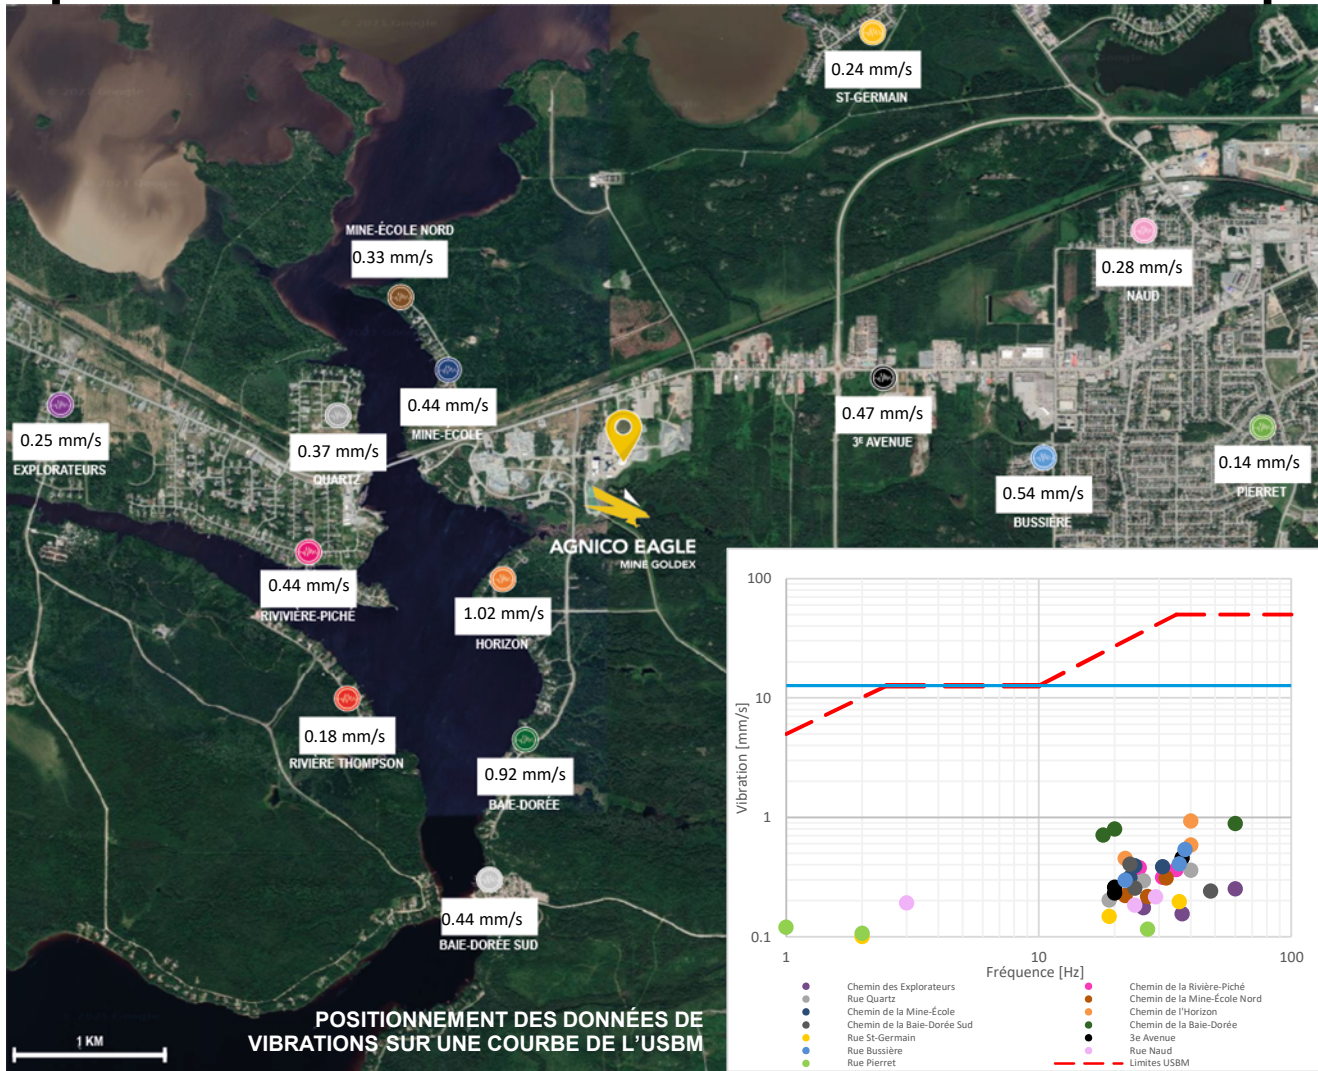 0.24 mm/s
ST-GERMAIN
MINE-ÉCOLE NORD
0.33 mm/s
0.28 mm/s
NAUD
0.44 mm/s
MINE-ÉCOLE
0.25 mm/s
EXPLORATEURS
0.37 mm/s
QUARTZ
0.47 mm/s
3E AVENUE
0.14 mm/s
PIERRET
0.54 mm/s
BUSSIÈRE
AGNICO EAGLE
MINE GOLDEX
0.44 mm/s
RIVIVIÈRE-PICHÉ
1.02 mm/s
HORIZON
0.18 mm/s
RIVIÈRE THOMPSON
0.92 mm/s
BAIE-DORÉE
0.44 mm/s
BAIE-DORÉE SUD
POSITIONNEMENT DES DONNÉES DE
VIBRATIONS SUR UNE COURBE DE L'USBM
1 KM
100
10
1
0.1
Vibration [mm/s]
1
10
100
Fréquence [Hz]
Chemin des Explorateurs
Chemin de la Rivière-Piché
Rue Quartz
Chemin de la Mine-École Nord
Chemin de la Mine-École
Chemin de l'Horizon
Chemin de la Baie-Dorée Sud
Chemin de la Baie-Dorée
Rue St-Germain
3e Avenue
Rue Bussière
Rue Naud
Rue Pierret
Limites USBM